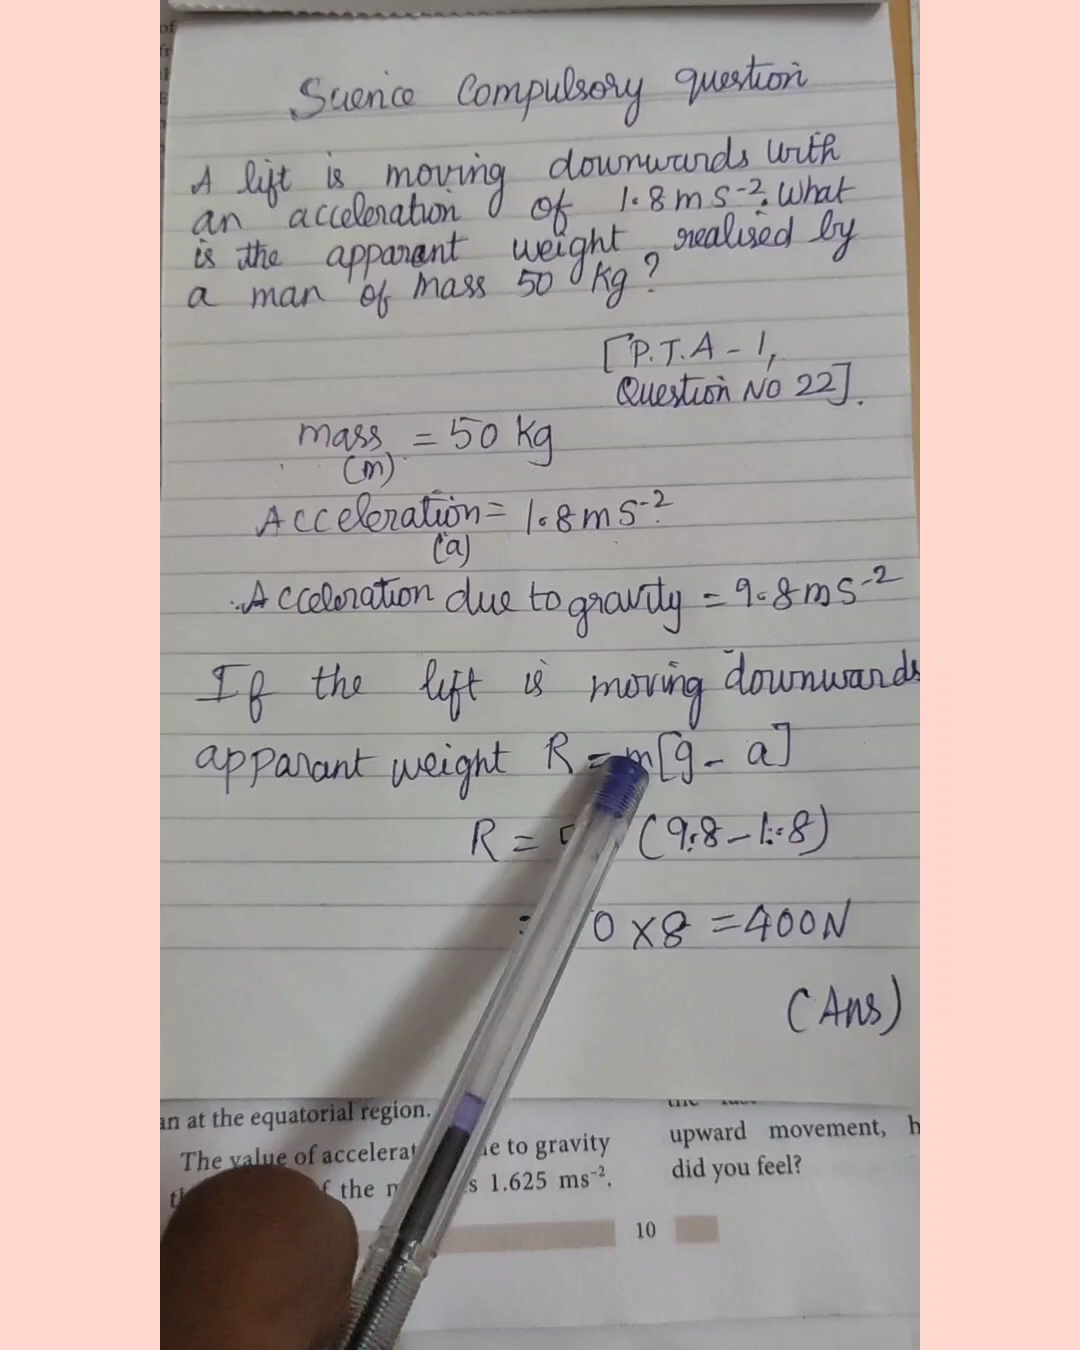 Science Compulsory question
A lift is moving downwards with
an acceleration of 1.8 m s⁻². What
is the apparent weight realised by
a man of mass 50 kg?
[P.T.A - 1,
Question No 22].
mass = 50 kg
(m)
Acceleration = 1.8 m s⁻².
(a)
Acceleration due to gravity = 9.8 m s⁻²
If the lift is moving downwards
apparant weight R = m[g - a]
R = (9.8 - 1.8)
0 × 8 = 400N
(Ans)
an at the equatorial region.
The value of to gravity
the 1.625 ms⁻².
upward movement, h
did you feel?
10